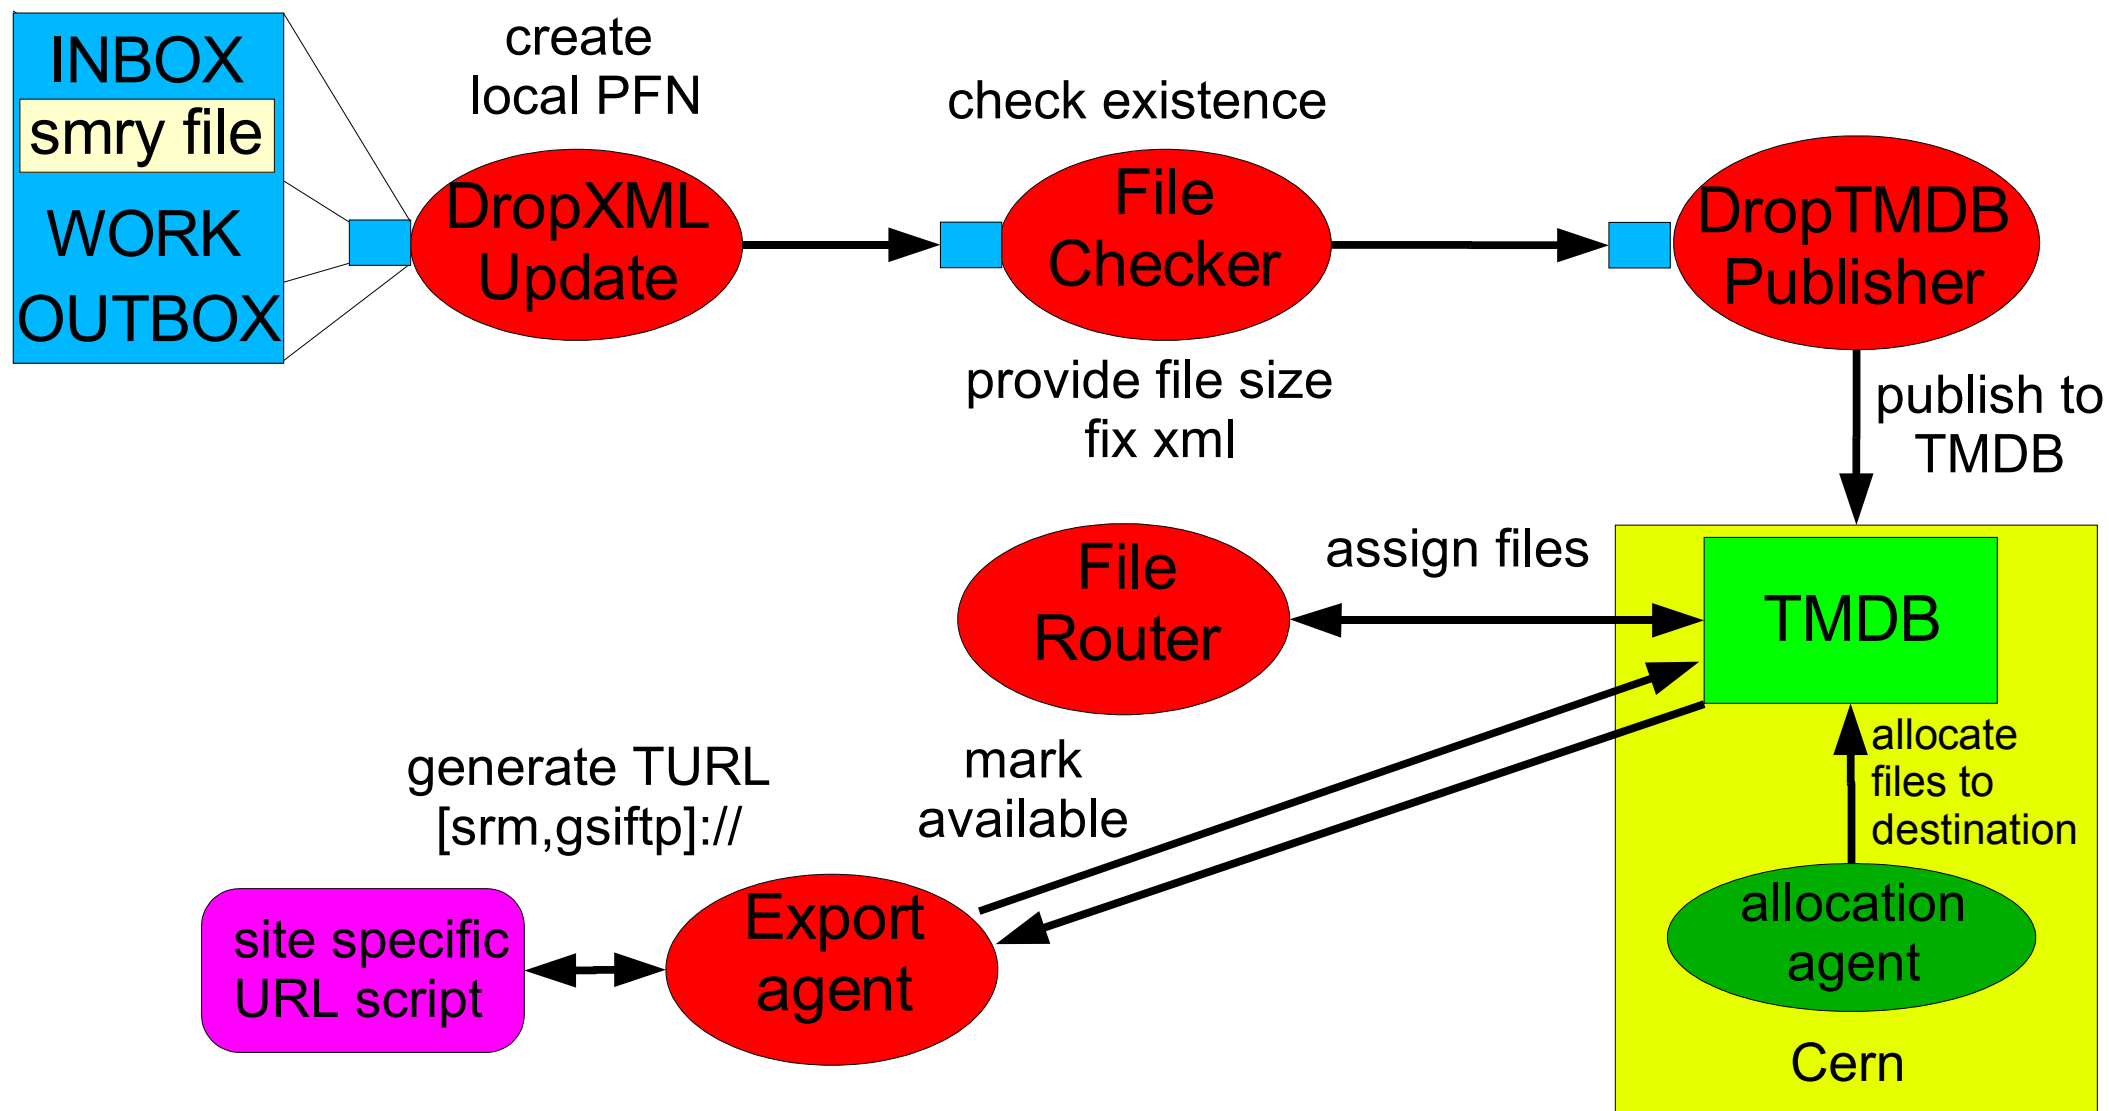 INBOX
smry file
WORK
OUTBOX
create
local PFN
DropXML
Update
check existence
File
Checker
provide file size
fix xml
DropTMDB
Publisher
publish to
TMDB
File
Router
assign files
TMDB
allocate
files to
destination
allocation
agent
Cern
mark
available
generate TURL
[srm,gsiftp]://
Export
agent
site specific
URL script